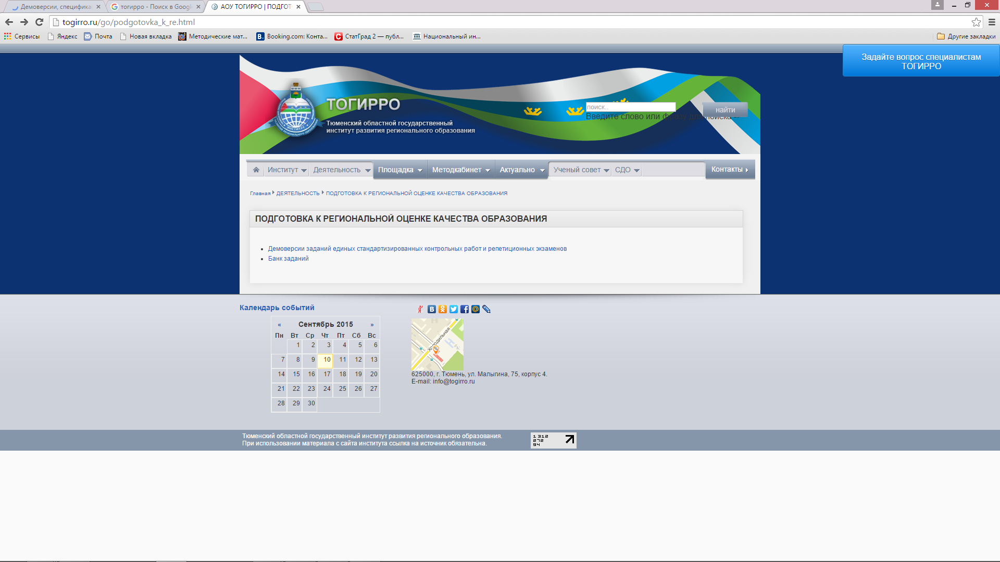 Демоверсии, специфика
тогирро - Поиск в Googl
АОУ ТОГИРРО | ПОДГОТ
togirro.ru/go/podgotovka_k_re.html
Сервисы
Яндекс
Почта
Новая вкладка
Методические мат...
Booking.com: Конта...
СтатГрад 2 — публ...
Национальный ин...
Другие закладки
Задайте вопрос специалистам
ТОГИРРО
ТОГИРРО
Тюменский областной государственный
институт развития регионального образования
поиск..
найти
Введите слово или фразу для поиска
Институт
Деятельность
Площадка
Методкабинет
Актуально
Ученый совет
СДО
Контакты
Главная ДЕЯТЕЛЬНОСТЬ ПОДГОТОВКА К РЕГИОНАЛЬНОЙ ОЦЕНКЕ КАЧЕСТВА ОБРАЗОВАНИЯ
ПОДГОТОВКА К РЕГИОНАЛЬНОЙ ОЦЕНКЕ КАЧЕСТВА ОБРАЗОВАНИЯ
Демоверсии заданий единых стандартизированных контрольных работ и репетиционных экзаменов
Банк заданий
Календарь событий
« Сентябрь 2015 »
Пн Вт Ср Чт Пт Сб Вс
1 2 3 4 5 6
7 8 9 10 11 12 13
14 15 16 17 18 19 20
21 22 23 24 25 26 27
28 29 30
Холодильная
625000, г. Тюмень, ул. Малыгина, 75, корпус 4.
E-mail: info@togirro.ru
Тюменский областной государственный институт развития регионального образования.
При использовании материала с сайта института ссылка на источник обязательна.
1312
272
94